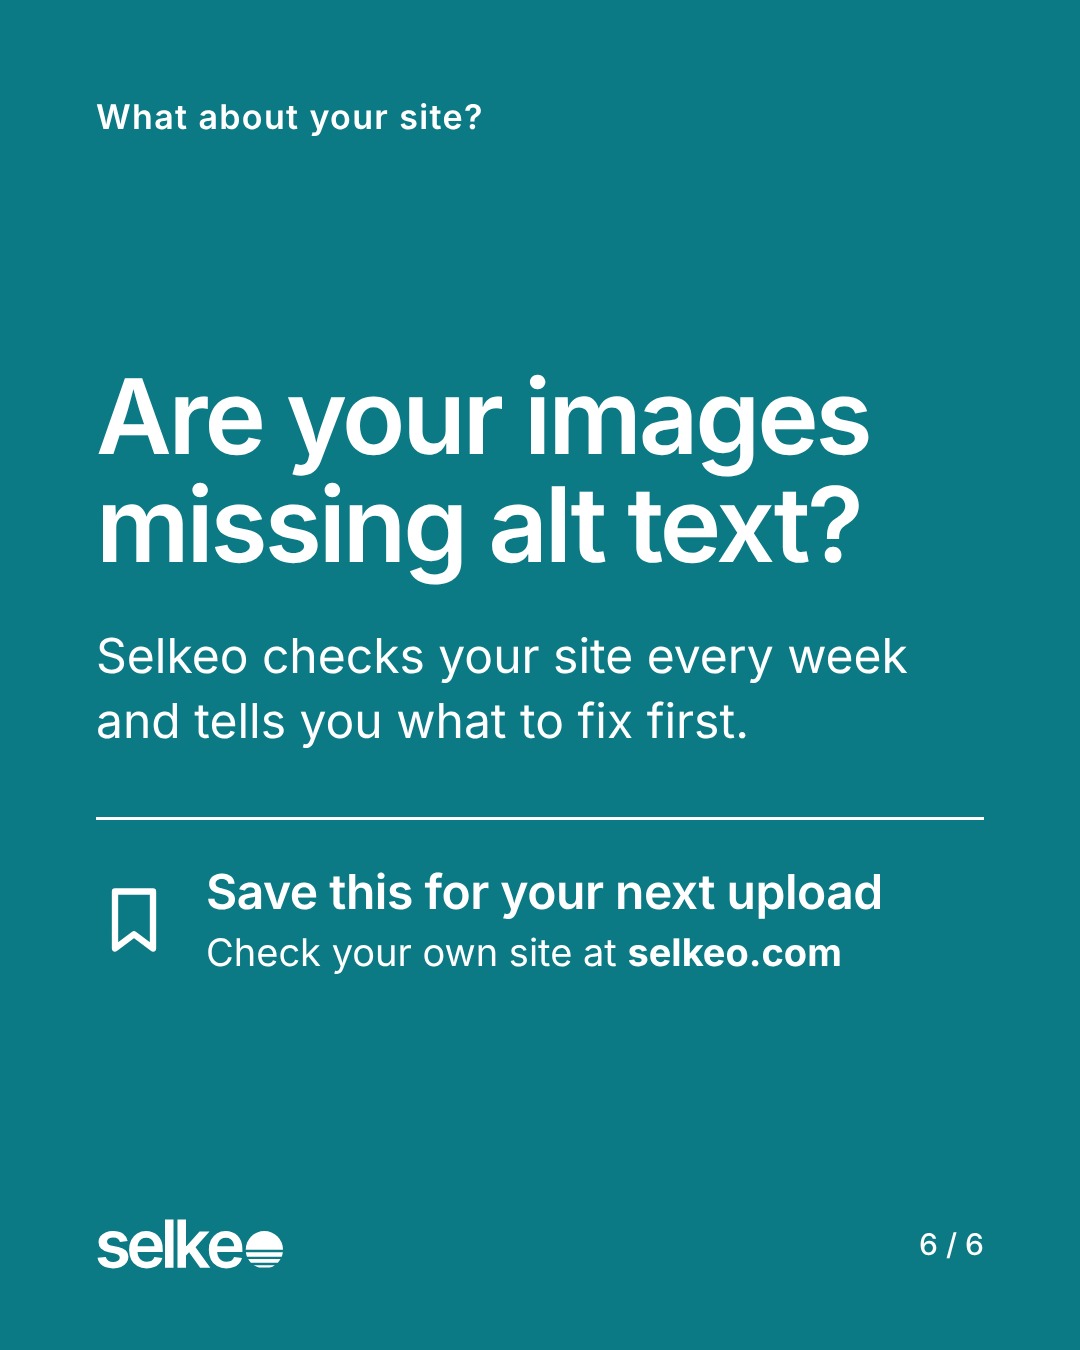 What about your site?
Are your images
missing alt text?
Selkeo checks your site every week
and tells you what to fix first.
Save this for your next upload
Check your own site at selkeo.com
selkeo
6 / 6